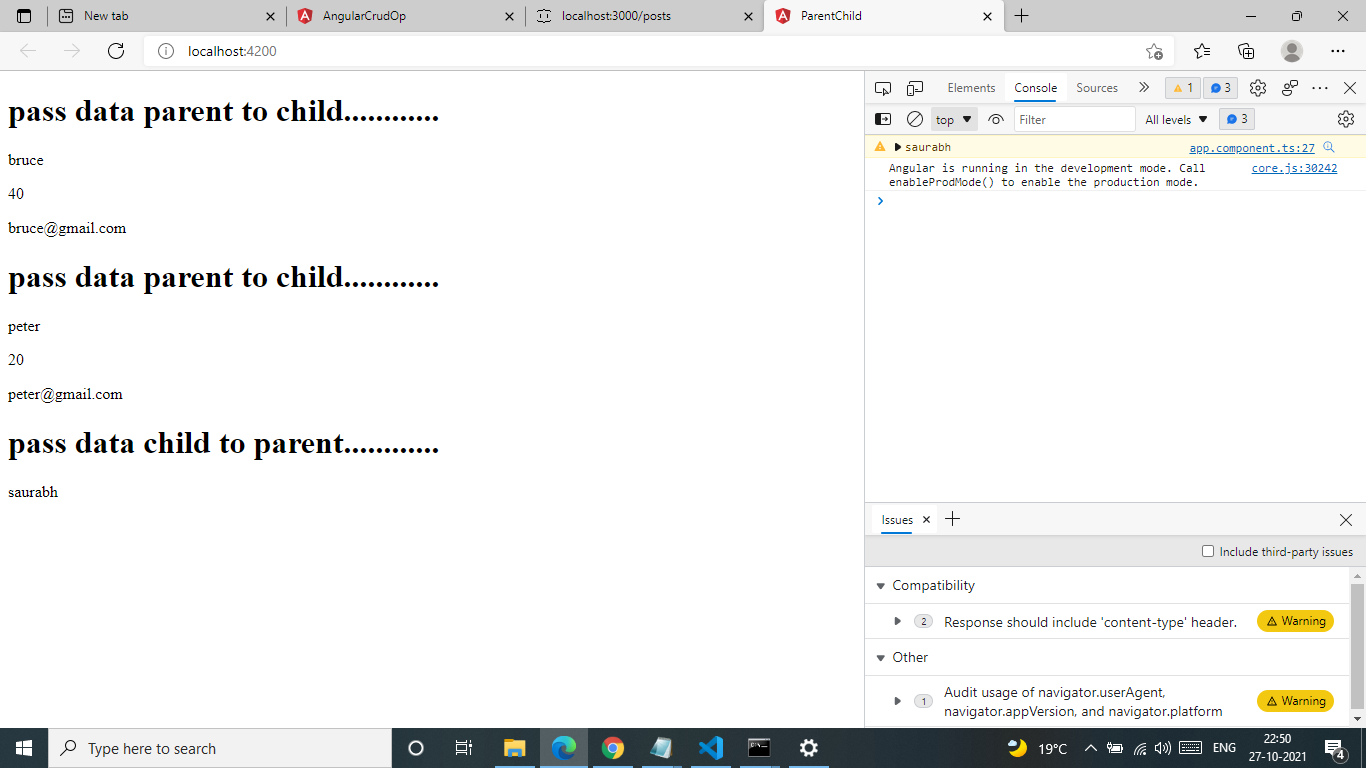 New tab
AngularCrudOp
localhost:3000/posts
ParentChild
localhost:4200
pass data parent to child............
bruce
40
bruce@gmail.com
pass data parent to child............
peter
20
peter@gmail.com
pass data child to parent............
saurabh
Elements
Console
Sources
1
3
top
Filter
All levels
3
saurabh
app.component.ts:27
Angular is running in the development mode. Call
core.js:30242
enableProdMode() to enable the production mode.
Issues
Include third-party issues
Compatibility
2
Response should include 'content-type' header.
Warning
Other
1
Audit usage of navigator.userAgent,
navigator.appVersion, and navigator.platform
Warning
Type here to search
19°C
ENG
22:50
27-10-2021
4